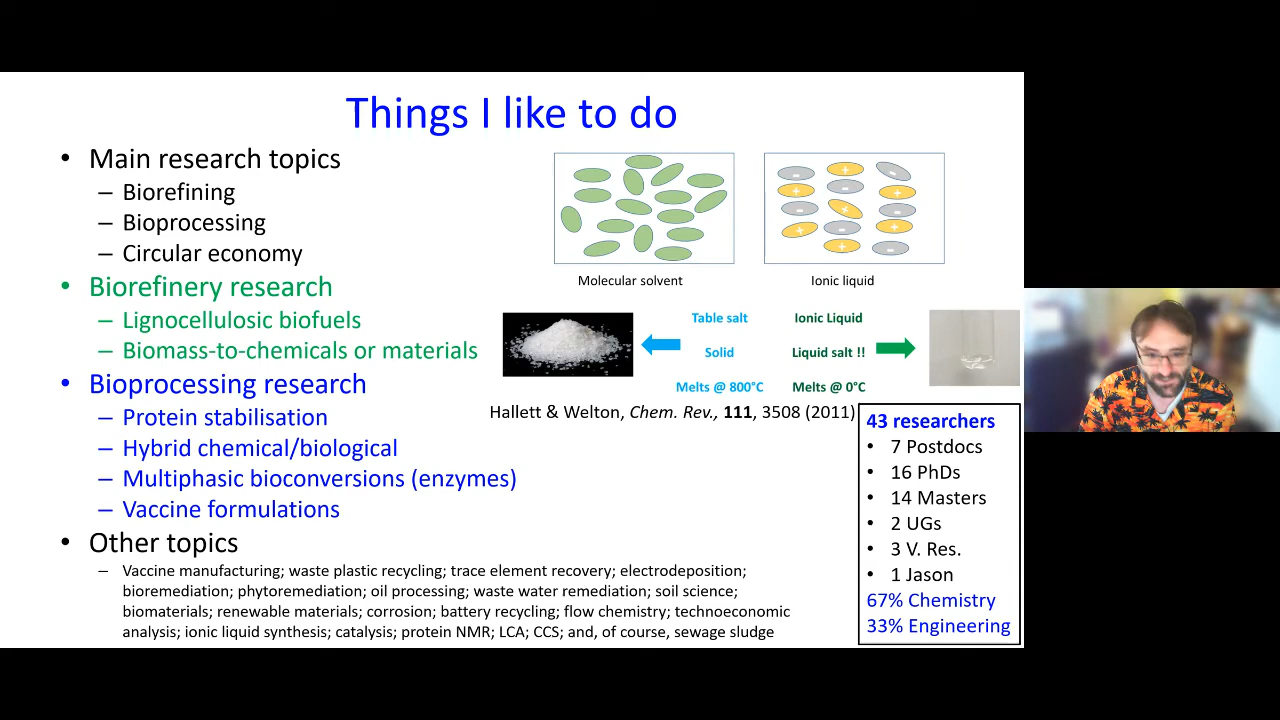 Things I like to do
• Main research topics
– Biorefining
– Bioprocessing
– Circular economy
• Biorefinery research
– Lignocellulosic biofuels
– Biomass-to-chemicals or materials
• Bioprocessing research
– Protein stabilisation
– Hybrid chemical/biological
– Multiphasic bioconversions (enzymes)
– Vaccine formulations
• Other topics
– Vaccine manufacturing; waste plastic recycling; trace element recovery; electrodeposition;
bioremediation; phytoremediation; oil processing; waste water remediation; soil science;
biomaterials; renewable materials; corrosion; battery recycling; flow chemistry; technoeconomic
analysis; ionic liquid synthesis; catalysis; protein NMR; LCA; CCS; and, of course, sewage sludge
- + -
+ - +
- + -
+ - +
+ -
Molecular solvent
Ionic liquid
Table salt
Solid
Melts @ 800°C
Ionic Liquid
Liquid salt !!
Melts @ 0°C
Hallett & Welton, Chem. Rev., 111, 3508 (2011)
43 researchers
• 7 Postdocs
• 16 PhDs
• 14 Masters
• 2 UGs
• 3 V. Res.
• 1 Jason
67% Chemistry
33% Engineering